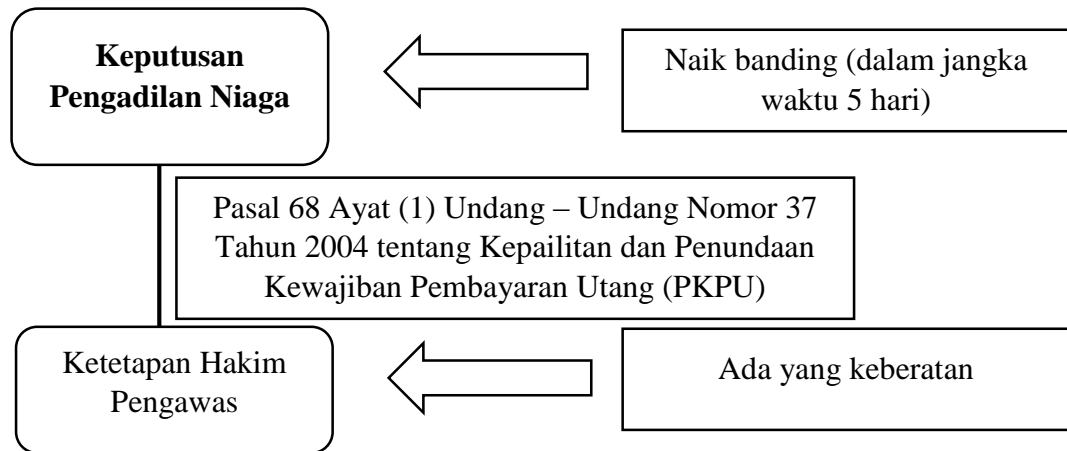 Keputusan
Pengadilan Niaga
Naik banding (dalam jangka
waktu 5 hari)
Pasal 68 Ayat (1) Undang – Undang Nomor 37
Tahun 2004 tentang Kepailitan dan Penundaan
Kewajiban Pembayaran Utang (PKPU)
Ketetapan Hakim
Pengawas
Ada yang keberatan